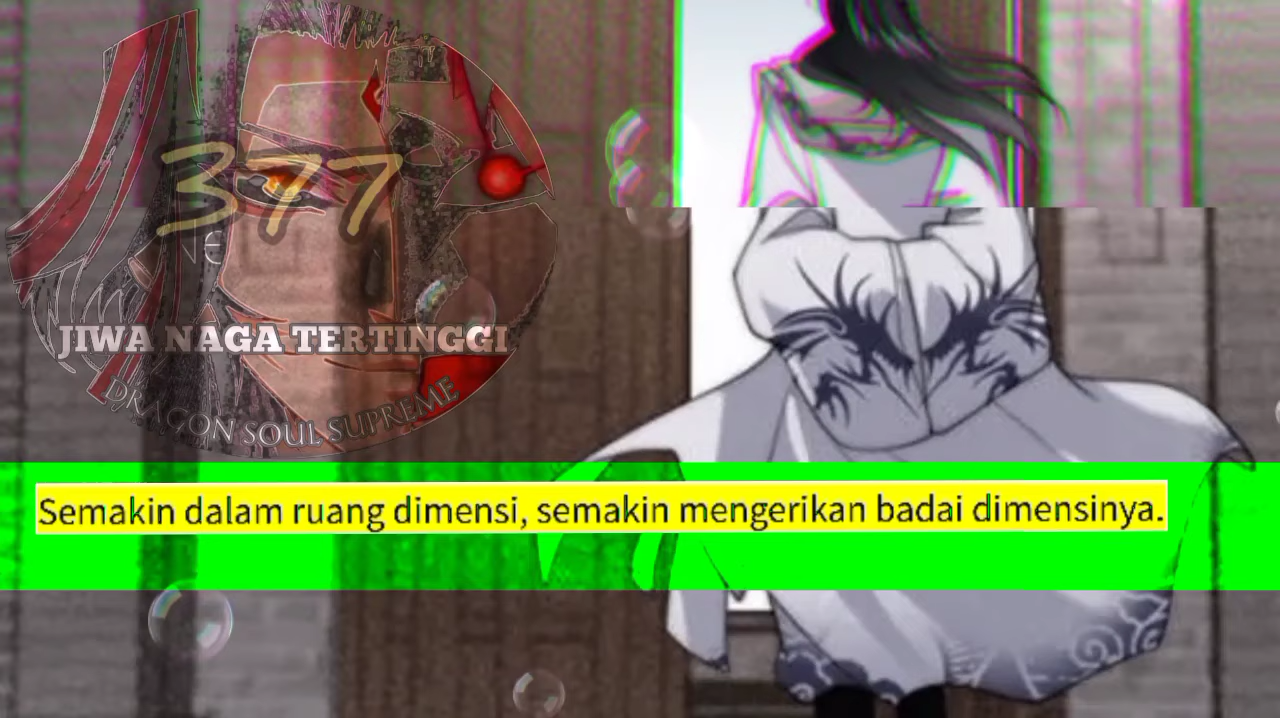 377
JIWA NAGA TERTINGGI
DRAGON SOUL SUPREME
Semakin dalam ruang dimensi, semakin mengerikan badai dimensinya.